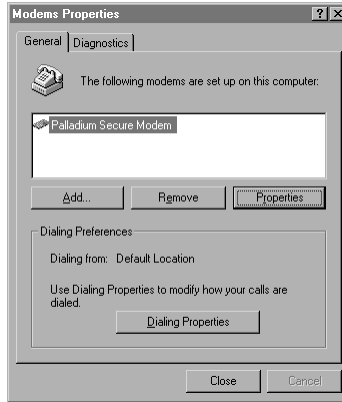 Modems Properties
General Diagnostics
The following modems are set up on this computer:
Palladium Secure Modem
Add... Remove Properties
Dialing Preferences
Dialing from: Default Location
Use Dialing Properties to modify how your calls are
dialed.
Dialing Properties
Close Cancel